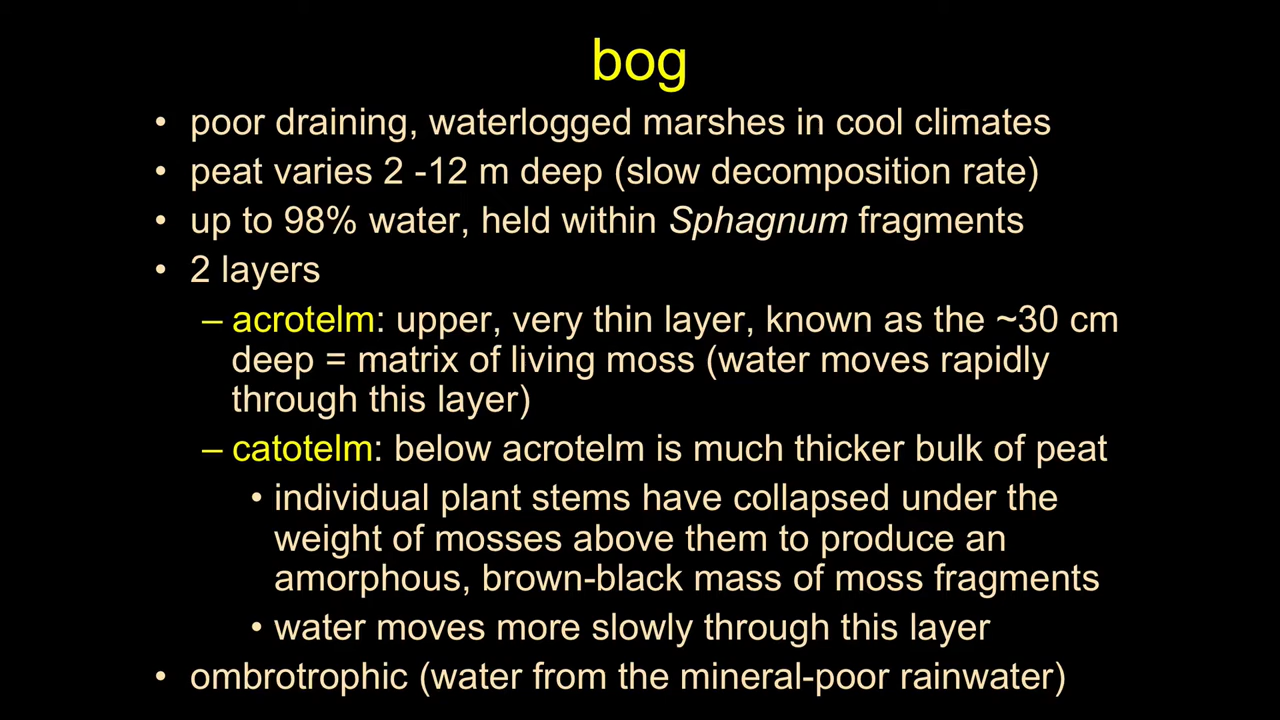 bog
• poor draining, waterlogged marshes in cool climates
• peat varies 2 -12 m deep (slow decomposition rate)
• up to 98% water, held within Sphagnum fragments
• 2 layers
– acrotelm: upper, very thin layer, known as the ~30 cm
deep = matrix of living moss (water moves rapidly
through this layer)
– catotelm: below acrotelm is much thicker bulk of peat
• individual plant stems have collapsed under the
weight of mosses above them to produce an
amorphous, brown-black mass of moss fragments
• water moves more slowly through this layer
• ombrotrophic (water from the mineral-poor rainwater)